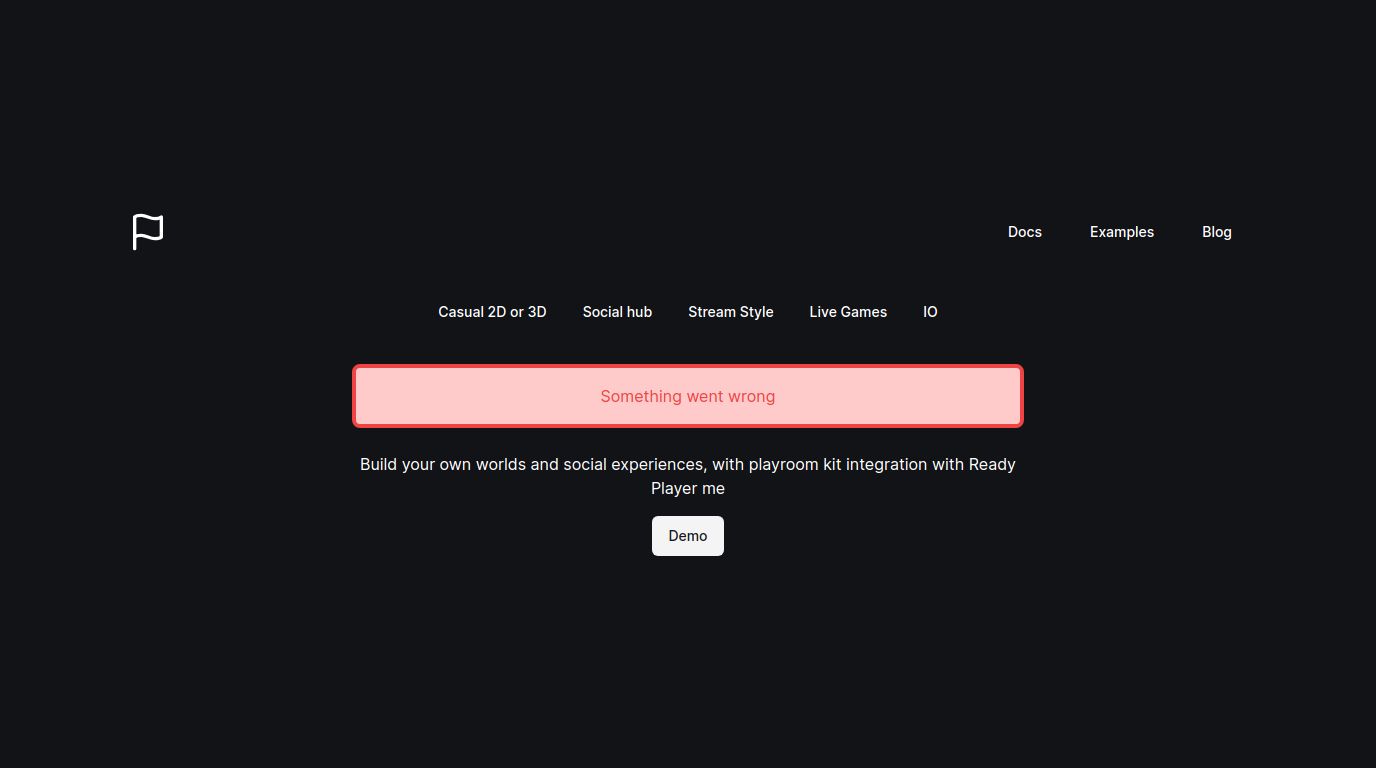 Docs Examples Blog
Casual 2D or 3D Social hub Stream Style Live Games IO
Something went wrong
Build your own worlds and social experiences, with playroom kit integration with Ready
Player me
Demo